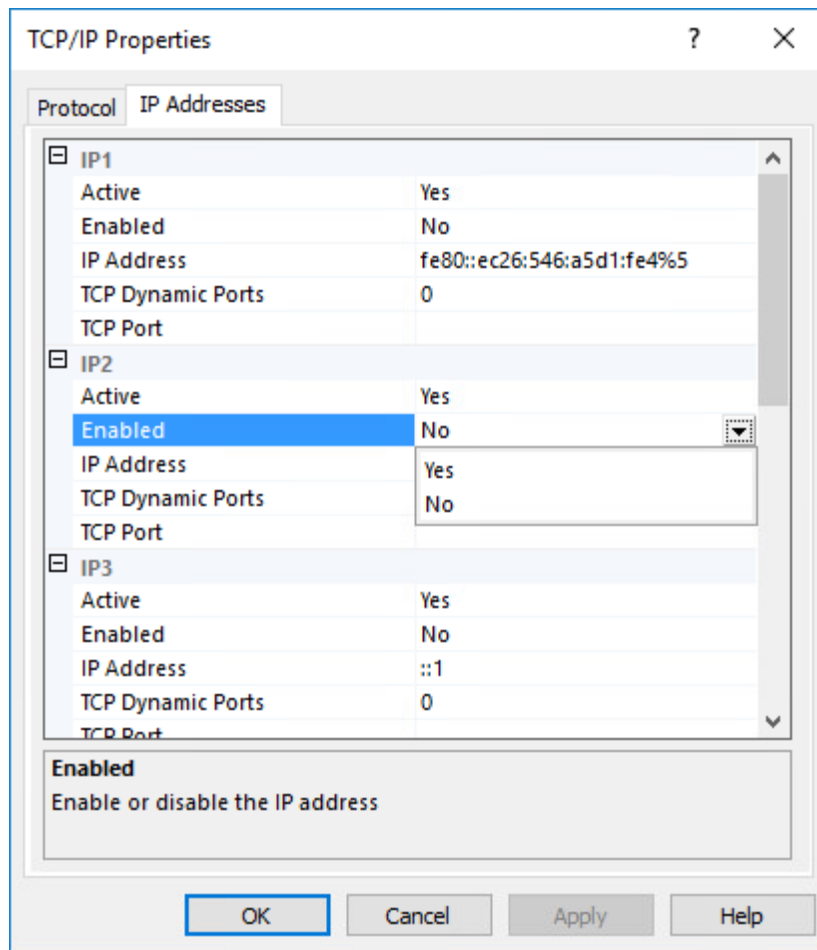 TCP/IP Properties ?
Protocol IP Addresses
IP1
Active Yes
Enabled No
IP Address fe80::ec26:546:a5d1:fe4%5
TCP Dynamic Ports 0
TCP Port
IP2
Active Yes
Enabled No
IP Address Yes
TCP Dynamic Ports No
TCP Port
IP3
Active Yes
Enabled No
IP Address ::1
TCP Dynamic Ports 0
TCP Port
Enabled
Enable or disable the IP address
OK Cancel Apply Help